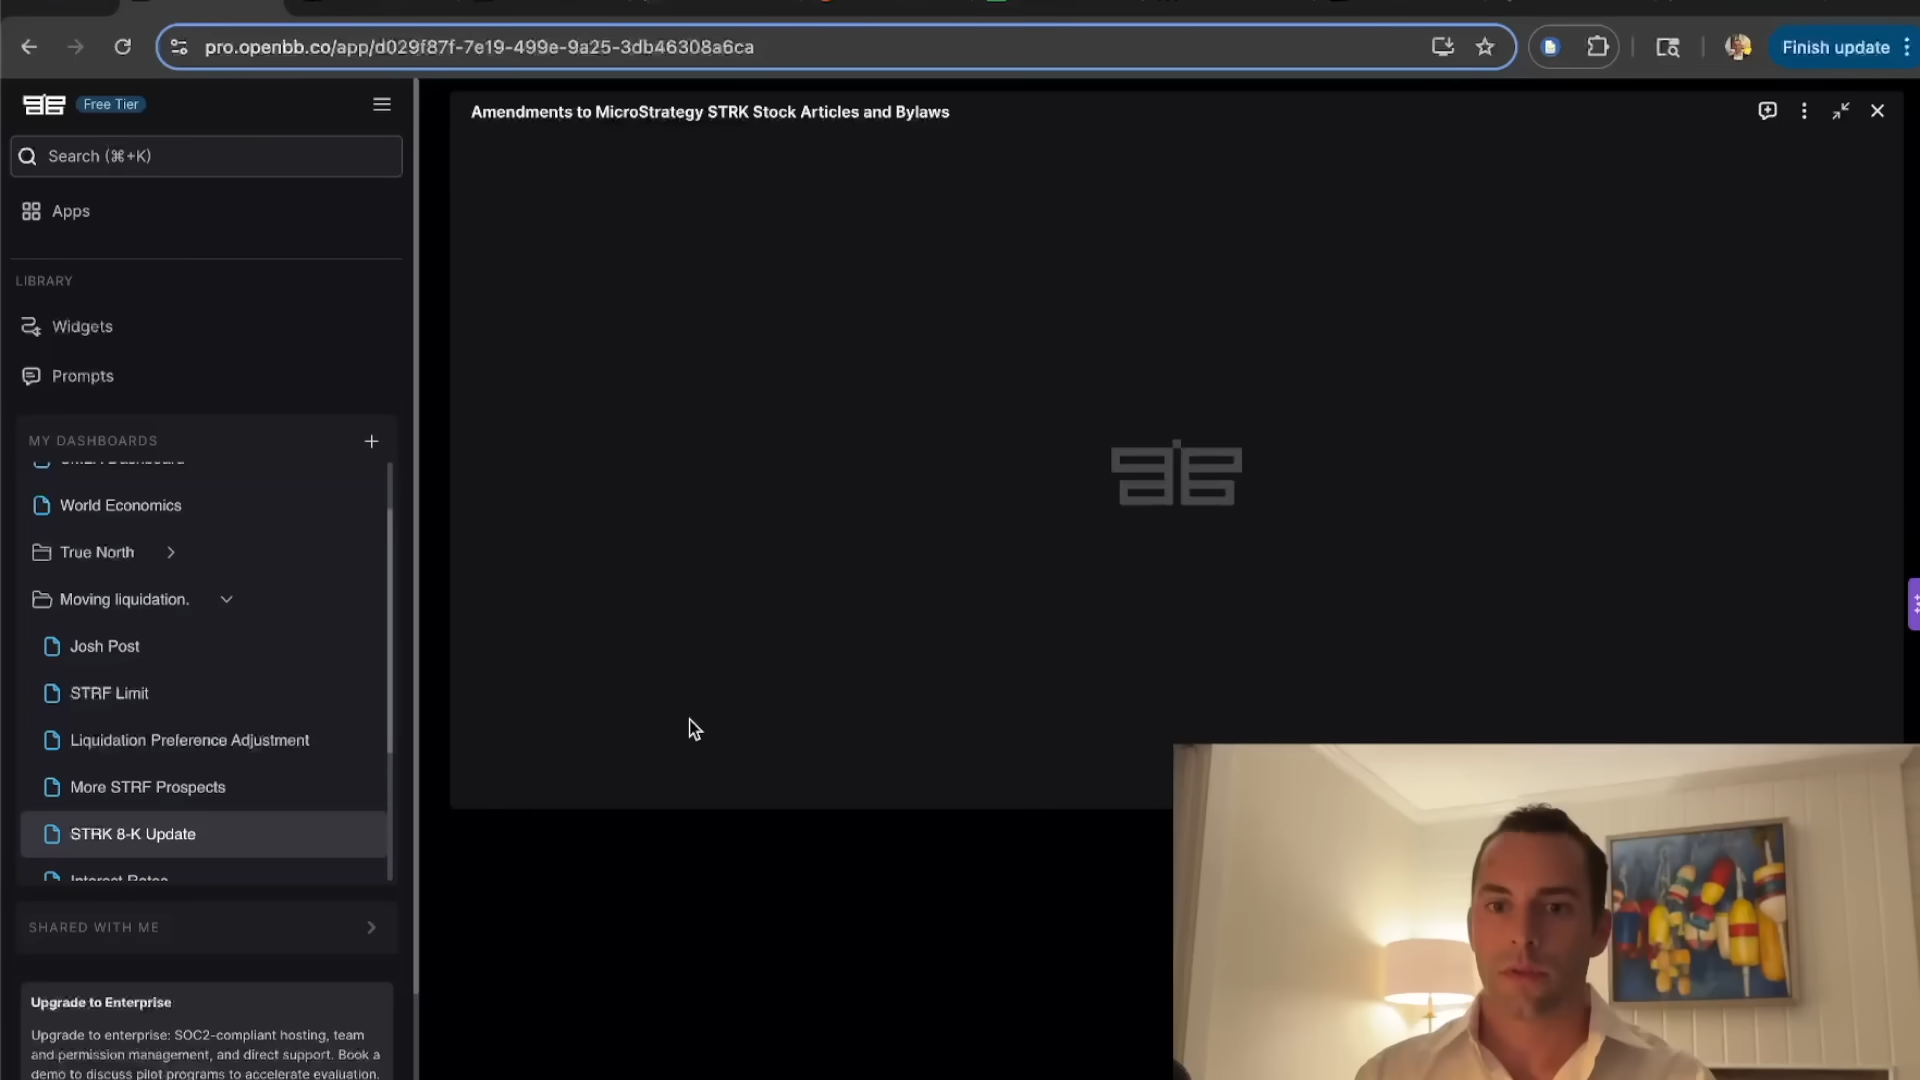 pro.openbb.co/app/d029f87f-7e19-499e-9a25-3db46308a6ca
Finish update
Free Tier
Amendments to MicroStrategy STRK Stock Articles and Bylaws
Search (⌘+K)
Apps
LIBRARY
Widgets
Prompts
MY DASHBOARDS
World Economics
True North
Moving liquidation.
Josh Post
STRF Limit
Liquidation Preference Adjustment
More STRF Prospects
STRK 8-K Update
Interest Rates
SHARED WITH ME
Upgrade to Enterprise
Upgrade to enterprise: SOC2-compliant hosting, team
and permission management, and direct support. Book a
demo to discuss pilot programs to accelerate evaluation.